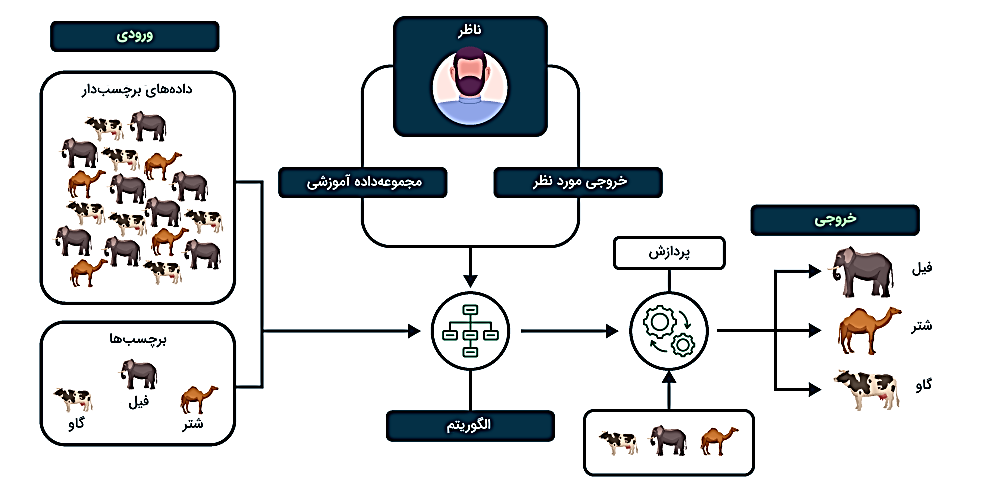 ورودی
داده‌های برچسب‌دار
برچسب‌ها
فیل
گاو
شتر
ناظر
مجموعه‌داده آموزشی
خروجی مورد نظر
الگوریتم
پردازش
خروجی
فیل
شتر
گاو